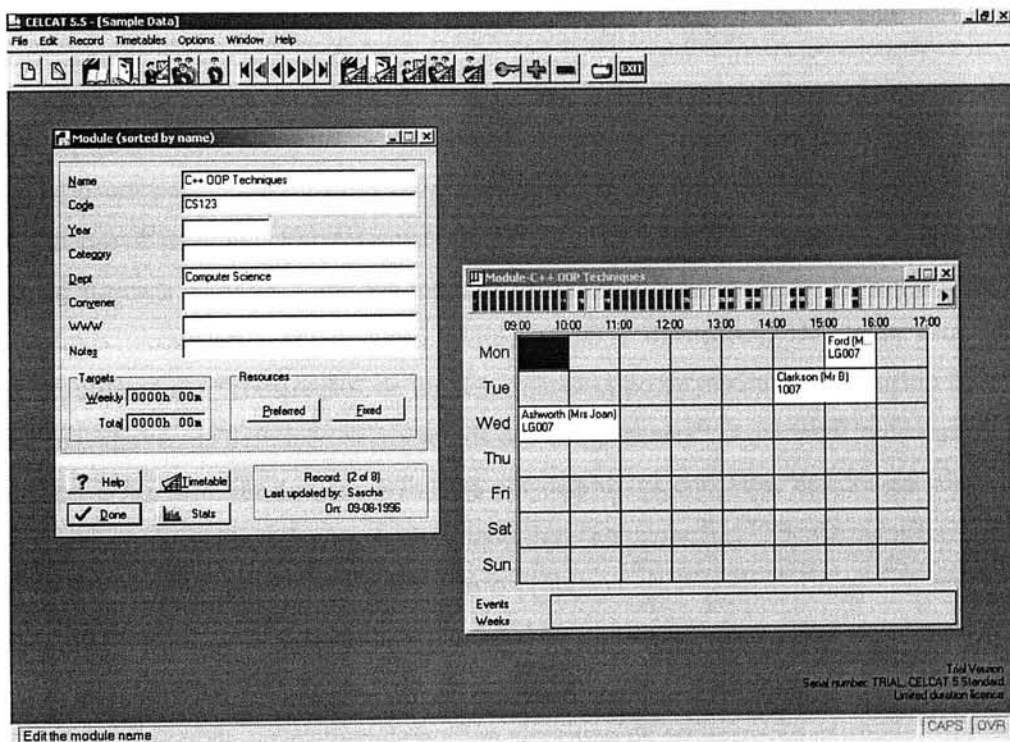 CELCAT 5.5 - [Sample Data]
File Edit Record Timetables Options Window Help
EXIT
Module (sorted by name)
Name C++ OOP Techniques
Code CS123
Year
Category
Dept Computer Science
Convener
WWW
Notes
Targets
Weekly 0000h 00m
Total 0000h 00m
Resources
Preferred Fixed
? Help Timetable
Done Stats
Record: (2 of 8)
Last updated by: Sascha
On: 09-08-1996
Module-C++ OOP Techniques
09:00 10:00 11:00 12:00 13:00 14:00 15:00 16:00 17:00
Mon Ford (M...
LG007
Tue Clarkson (Mr B)
1007
Wed Ashworth (Mrs Joan)
LG007
Thu
Fri
Sat
Sun
Events
Weeks
Trial Version
Serial number: TRIAL, CELCAT 5 Standard
Limited duration licence
Edit the module name
CAPS OVR